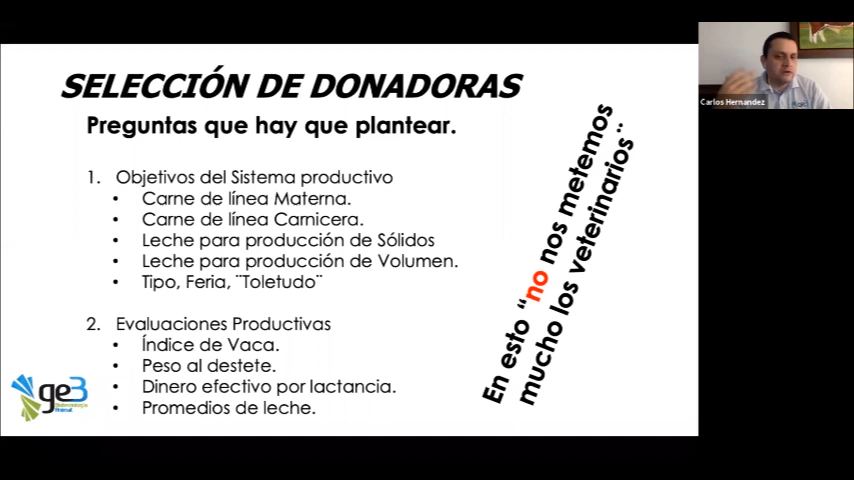 SELECCIÓN DE DONADORAS
Preguntas que hay que plantear.
1. Objetivos del Sistema productivo
• Carne de línea Materna.
• Carne de línea Carnicera.
• Leche para producción de Sólidos
• Leche para producción de Volumen.
• Tipo, Feria, ¨Toletudo¨
2. Evaluaciones Productivas
• Índice de Vaca.
• Peso al destete.
• Dinero efectivo por lactancia.
• Promedios de leche.
En esto “no nos metemos
mucho los veterinarios¨
ge3
Carlos Hernandez